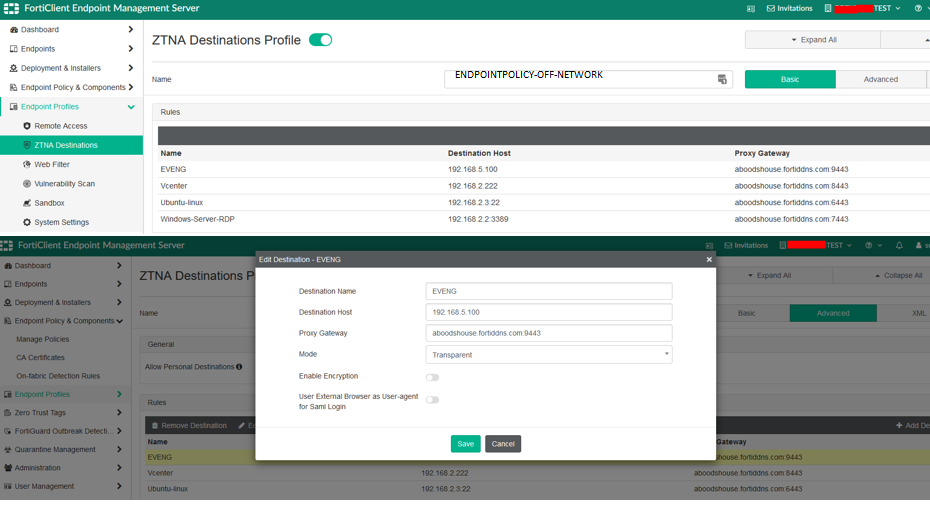 FortiClient Endpoint Management Server
Invitations
TEST
Dashboard
Endpoints
Deployment & Installers
Endpoint Policy & Components
Endpoint Profiles
Remote Access
ZTNA Destinations
Web Filter
Vulnerability Scan
Sandbox
System Settings
ZTNA Destinations Profile
Expand All
Name
ENDPOINTPOLICY-OFF-NETWORK
Basic
Advanced
Rules
Name Destination Host Proxy Gateway
EVENG 192.168.5.100 aboodshouse.fortiddns.com:9443
Vcenter 192.168.2.222 aboodshouse.fortiddns.com:8443
Ubuntu-linux 192.168.2.3:22 aboodshouse.fortiddns.com:6443
Windows-Server-RDP 192.168.2.2:3389 aboodshouse.fortiddns.com:7443
FortiClient Endpoint Management Server
Invitations
TEST
Dashboard
Endpoints
Deployment & Installers
Endpoint Policy & Components
Manage Policies
CA Certificates
On-fabric Detection Rules
Endpoint Profiles
Zero Trust Tags
FortiGuard Outbreak Detecti...
Quarantine Management
Administration
User Management
ZTNA Destinations P
Expand All
Collapse All
Name
Basic
Advanced
XML
General
Allow Personal Destinations
Rules
Remove Destination
Add De
Name
Gateway
EVENG
house.fortiddns.com:9443
Vcenter 192.168.2.222 aboodshouse.fortiddns.com:8443
Ubuntu-linux 192.168.2.3:22 aboodshouse.fortiddns.com:6443
Edit Destination - EVENG
Destination Name EVENG
Destination Host 192.168.5.100
Proxy Gateway aboodshouse.fortiddns.com:9443
Mode Transparent
Enable Encryption
User External Browser as User-agent
for Saml Login
Save
Cancel